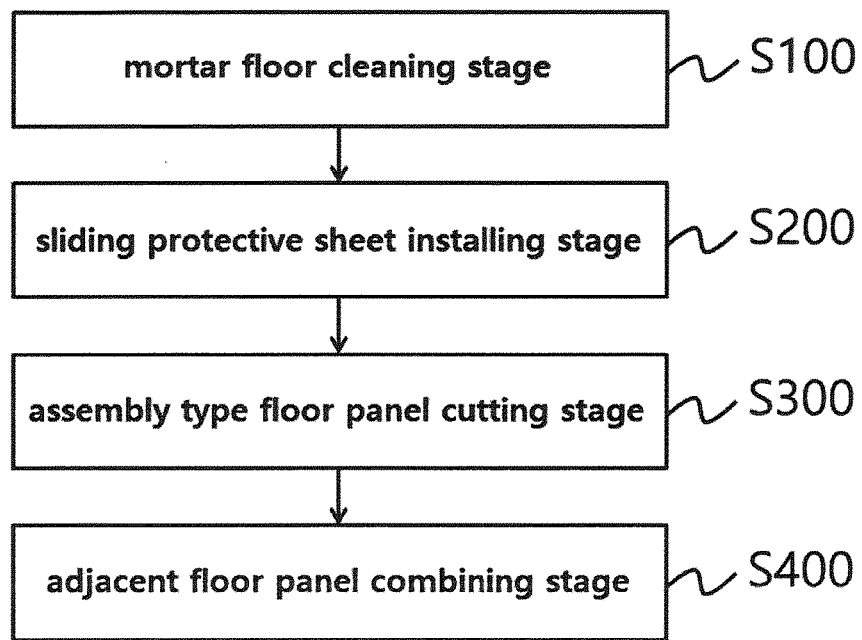 mortar floor cleaning stage S100
sliding protective sheet installing stage S200
assembly type floor panel cutting stage S300
adjacent floor panel combining stage S400